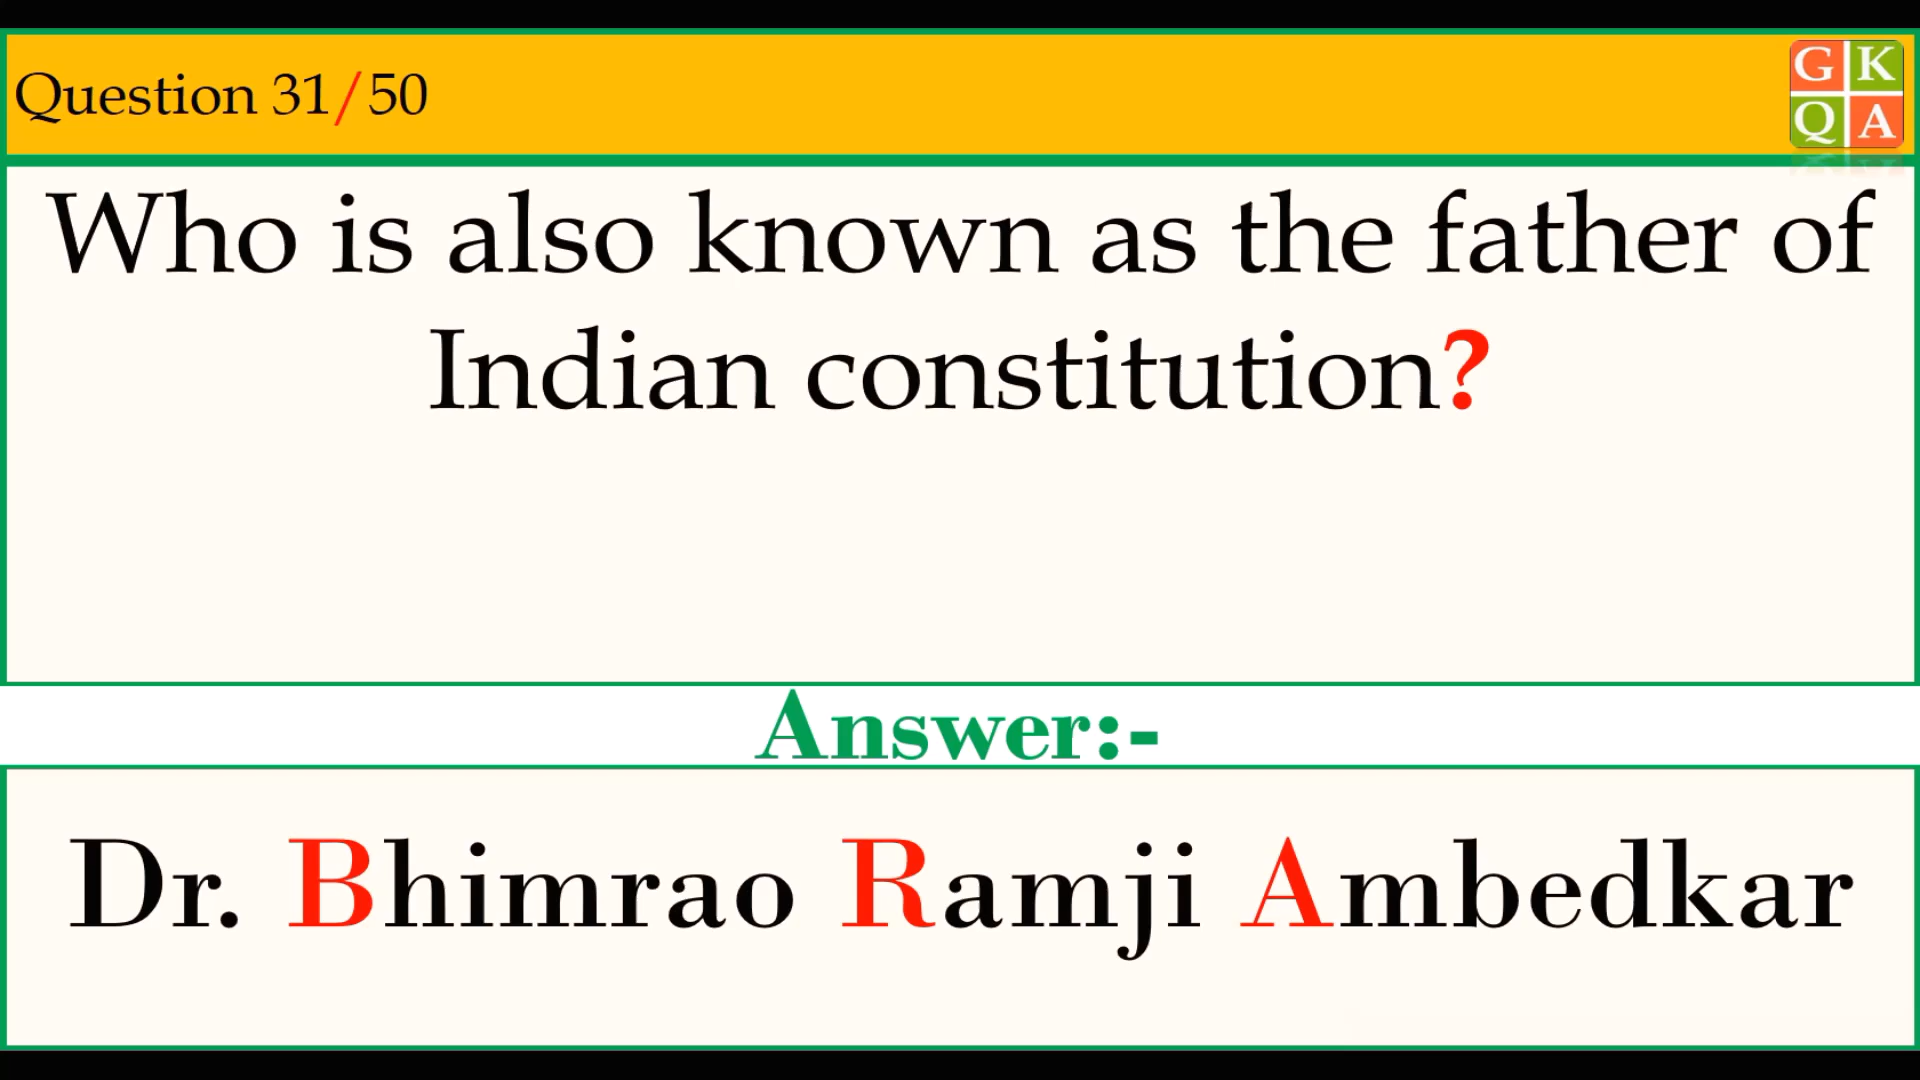 Question 31/50
G K
Q A
Who is also known as the father of
Indian constitution?
Answer:-
Dr. Bhimrao Ramji Ambedkar